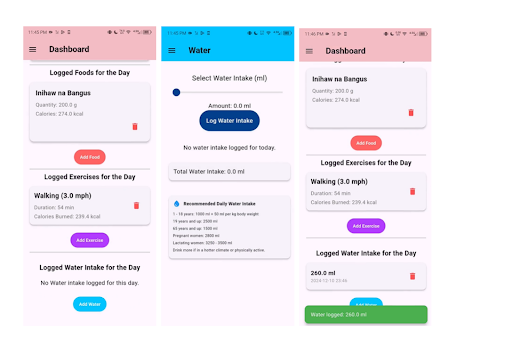 11:45 PM
Dashboard
Logged Foods for the Day
Inihaw na Bangus
Quantity: 200.0 g
Calories: 274.0 kcal
Add Food
Logged Exercises for the Day
Walking (3.0 mph)
Duration: 54 min
Calories Burned: 239.4 kcal
Add Exercise
Logged Water Intake for the Day
No water intake logged for this day.
Add Water
11:45 PM
Water
Select Water Intake (ml)
Amount: 0.0 ml
Log Water Intake
No water intake logged for today.
Total Water Intake: 0.0 ml
Recommended Daily Water Intake
1 - 18 years: 1500 ml + 50 ml per kg body weight
19 years and up: 2500 ml
65 years and up: 1500 ml
Pregnant women: 2800 ml
Lactating women: 3250 - 3500 ml
Drink more if in a hotter climate or physically active.
11:46 PM
Dashboard
Logged Foods for the Day
Inihaw na Bangus
Quantity: 200.0 g
Calories: 274.0 kcal
Add Food
Logged Exercises for the Day
Walking (3.0 mph)
Duration: 54 min
Calories Burned: 239.4 kcal
Add Exercise
Logged Water Intake for the Day
260.0 ml
Add Water
Water logged: 260.0 ml